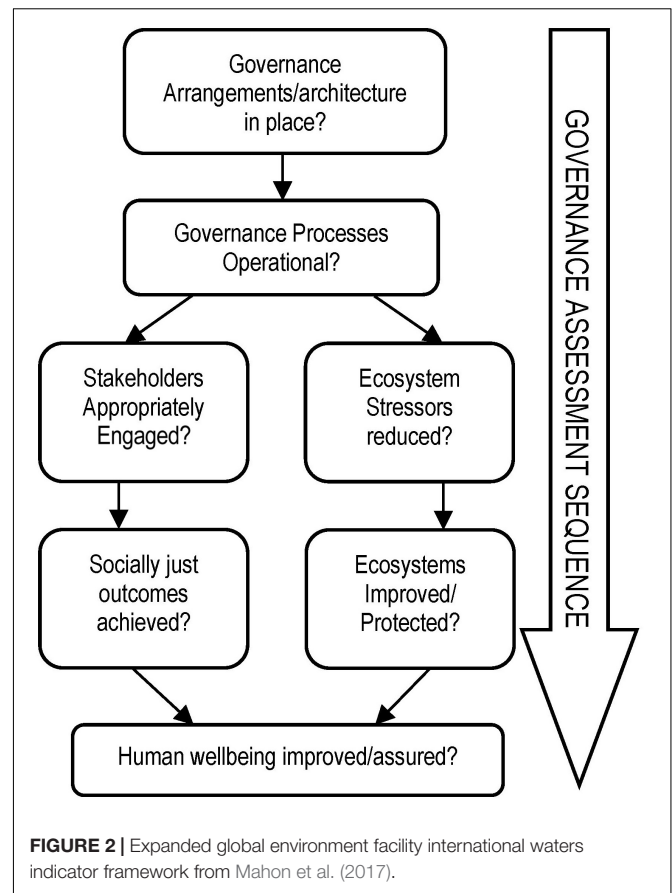 Governance
Arrangements/architecture
in place?
Governance Processes
Operational?
Stakeholders
Appropriately
Engaged?
Ecosystem
Stressors
reduced?
Socially just
outcomes
achieved?
Ecosystems
Improved/
Protected?
Human wellbeing improved/assured?
GOVERNANCE ASSESSMENT SEQUENCE
FIGURE 2 | Expanded global environment facility international waters
indicator framework from Mahon et al. (2017).